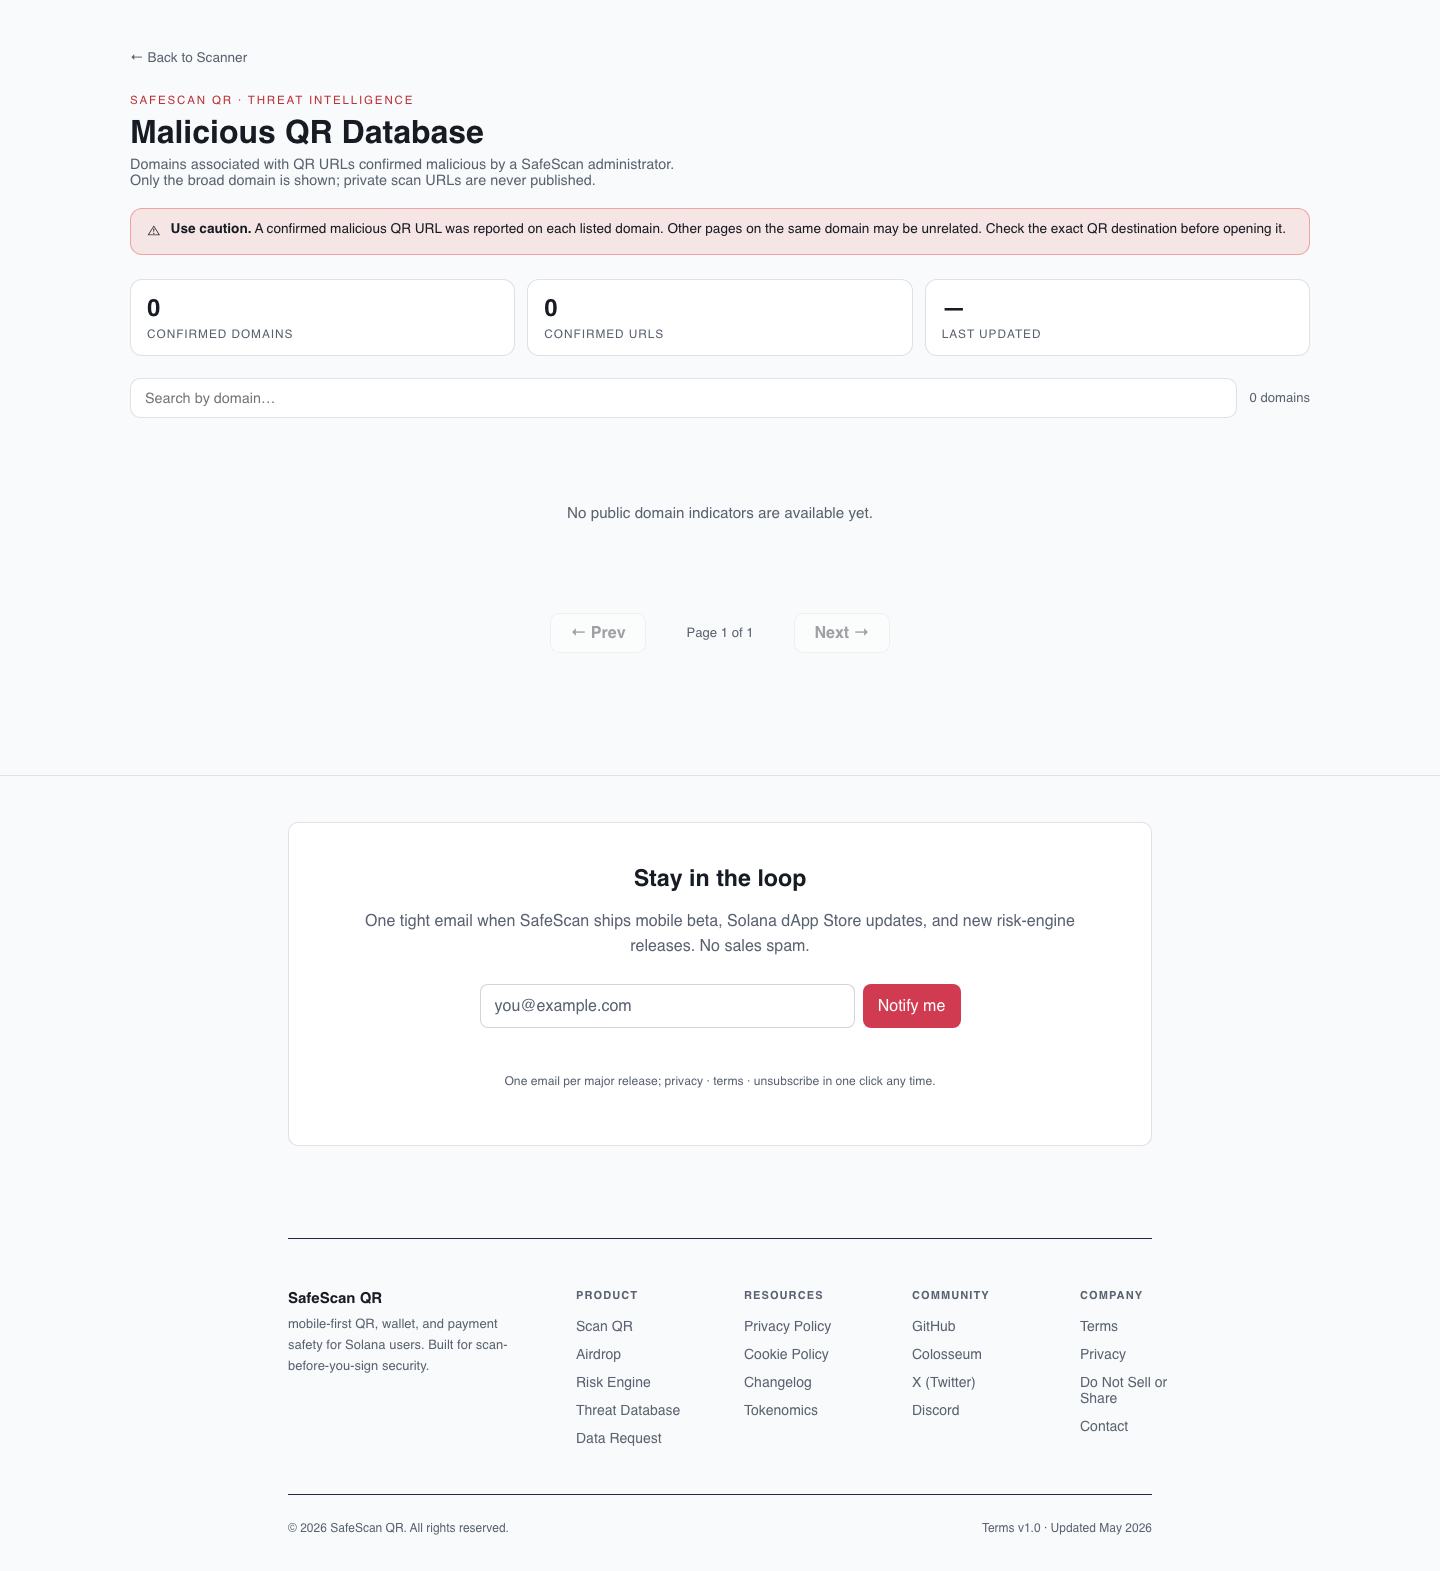 ← Back to Scanner
SAFESCAN QR · THREAT INTELLIGENCE
Malicious QR Database
Domains associated with QR URLs confirmed malicious by a SafeScan administrator.
Only the broad domain is shown; private scan URLs are never published.
⚠ Use caution. A confirmed malicious QR URL was reported on each listed domain. Other pages on the same domain may be unrelated. Check the exact QR destination before opening it.
0
CONFIRMED DOMAINS
0
CONFIRMED URLS
—
LAST UPDATED
Search by domain…
0 domains
No public domain indicators are available yet.
← Prev
Page 1 of 1
Next →
Stay in the loop
One tight email when SafeScan ships mobile beta, Solana dApp Store updates, and new risk-engine
releases. No sales spam.
you@example.com
Notify me
One email per major release; privacy · terms · unsubscribe in one click any time.
SafeScan QR
mobile-first QR, wallet, and payment
safety for Solana users. Built for scan-
before-you-sign security.
PRODUCT
Scan QR
Airdrop
Risk Engine
Threat Database
Data Request
RESOURCES
Privacy Policy
Cookie Policy
Changelog
Tokenomics
COMMUNITY
GitHub
Colosseum
X (Twitter)
Discord
COMPANY
Terms
Privacy
Do Not Sell or
Share
Contact
© 2026 SafeScan QR. All rights reserved.
Terms v1.0 · Updated May 2026